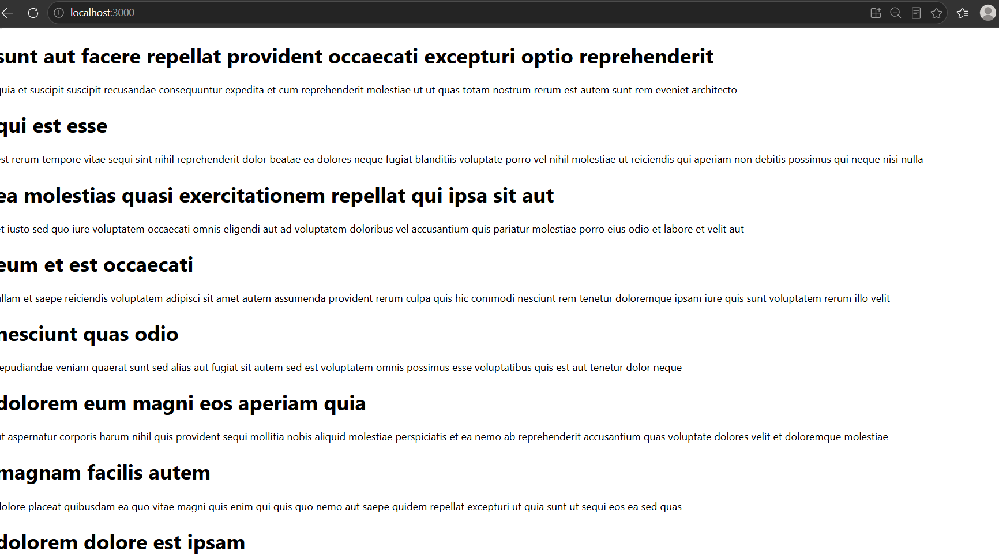 localhost:3000
sunt aut facere repellat provident occaecati excepturi optio reprehenderit
quia et suscipit suscipit recusandae consequuntur expedita et cum reprehenderit molestiae ut ut quas totam nostrum rerum est autem sunt rem eveniet architecto
qui est esse
est rerum tempore vitae sequi sint nihil reprehenderit dolor beatae ea dolores neque fugiat blanditiis voluptate porro vel nihil molestiae ut reiciendis qui aperiam non debitis possimus qui neque nisi nulla
ea molestias quasi exercitationem repellat qui ipsa sit aut
et iusto sed quo iure voluptatem occaecati omnis eligendi aut ad voluptatem doloribus vel accusantium quis pariatur molestiae porro eius odio et labore et velit aut
eum et est occaecati
ullam et saepe reiciendis voluptatem adipisci sit amet autem assumenda provident rerum culpa quis hic commodi nesciunt rem tenetur doloremque ipsam iure quis sunt voluptatem rerum illo velit
nesciunt quas odio
repudiandae veniam quaerat sunt sed alias aut fugiat sit autem sed est voluptatem omnis possimus esse voluptatibus quis est aut tenetur dolor neque
dolorem eum magni eos aperiam quia
ut aspernatur corporis harum nihil quis provident sequi mollitia nobis aliquid molestiae perspiciatis et ea nemo ab reprehenderit accusantium quas voluptate dolores velit et doloremque molestiae
magnam facilis autem
dolore placeat quibusdam ea quo vitae magni quis enim qui quis quo nemo aut saepe quidem repellat excepturi ut quia sunt ut sequi eos ea sed quas
dolorem dolore est ipsam